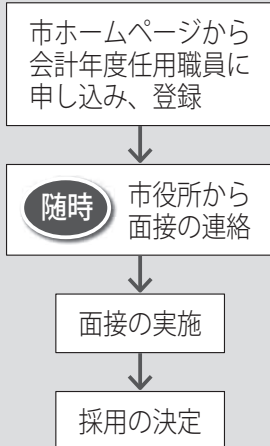 市ホームページから
会計年度任用職員に
申し込み、登録
随時
市役所から
面接の連絡
面接の実施
採用の決定